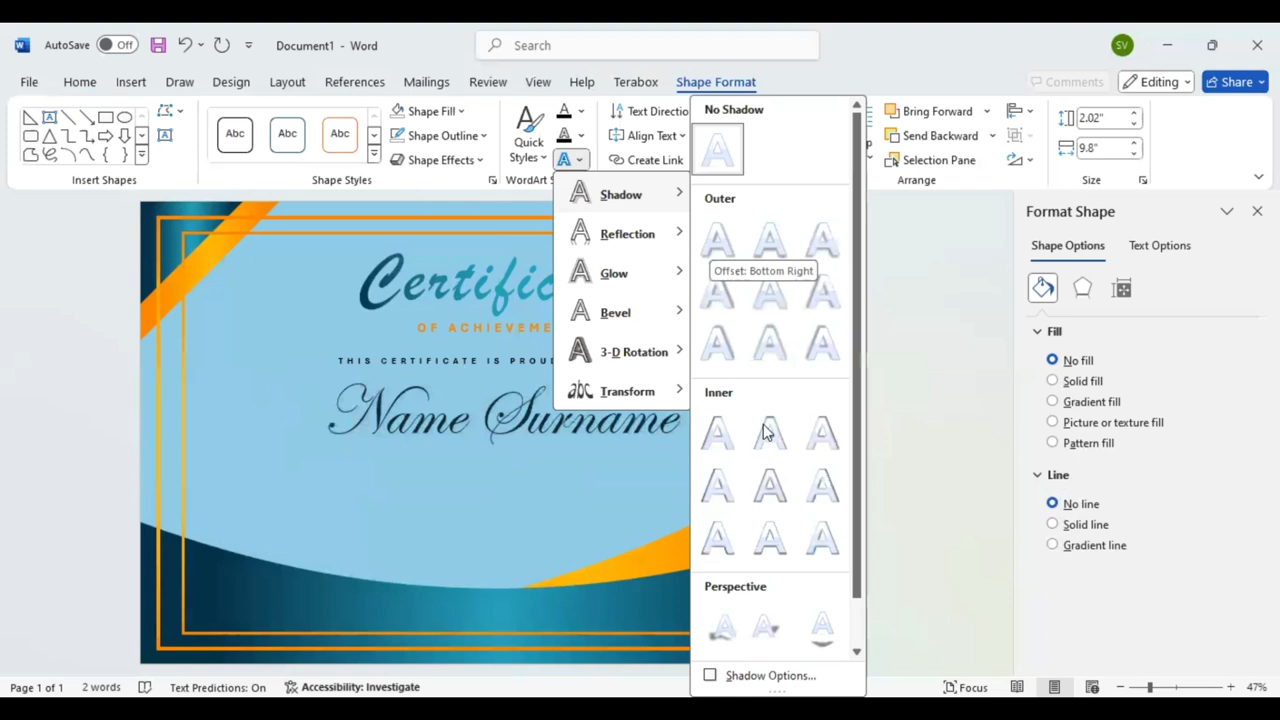 AutoSave Off Document1 - Word Search SV
File Home Insert Draw Design Layout References Mailings Review View Help Terabox Shape Format Comments Editing Share
Abc Abc Abc Shape Fill Shape Outline Shape Effects
Insert Shapes Shape Styles
Quick Styles
WordArt S
Text Directio
Align Text
Create Link
Bring Forward
Send Backward
Selection Pane
Arrange
2.02"
9.8"
Size
Shadow
Reflection
Glow
Bevel
3-D Rotation
Transform
No Shadow
Outer
Offset: Bottom Right
Inner
Perspective
Shadow Options...
Certific
OF ACHIEVEME
THIS CERTIFICATE IS PROU
Name Surname
Format Shape
Shape Options Text Options
Fill
No fill
Solid fill
Gradient fill
Picture or texture fill
Pattern fill
Line
No line
Solid line
Gradient line
Page 1 of 1 2 words Text Predictions: On Accessibility: Investigate Focus 47%